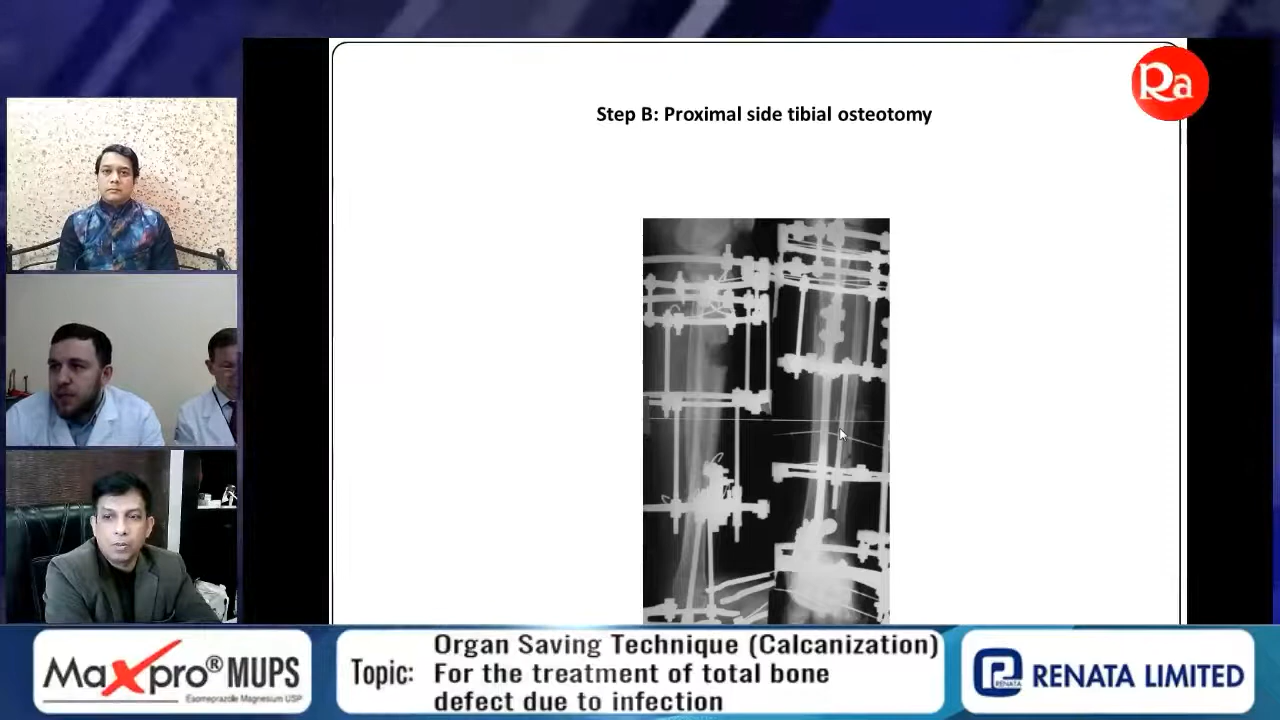 Ra
Step B: Proximal side tibial osteotomy
Maxpro® MUPS
Esomeprazole Magnesium USP
Topic:
Organ Saving Technique (Calcanization)
For the treatment of total bone
defect due to infection
RENATA
RENATA LIMITED